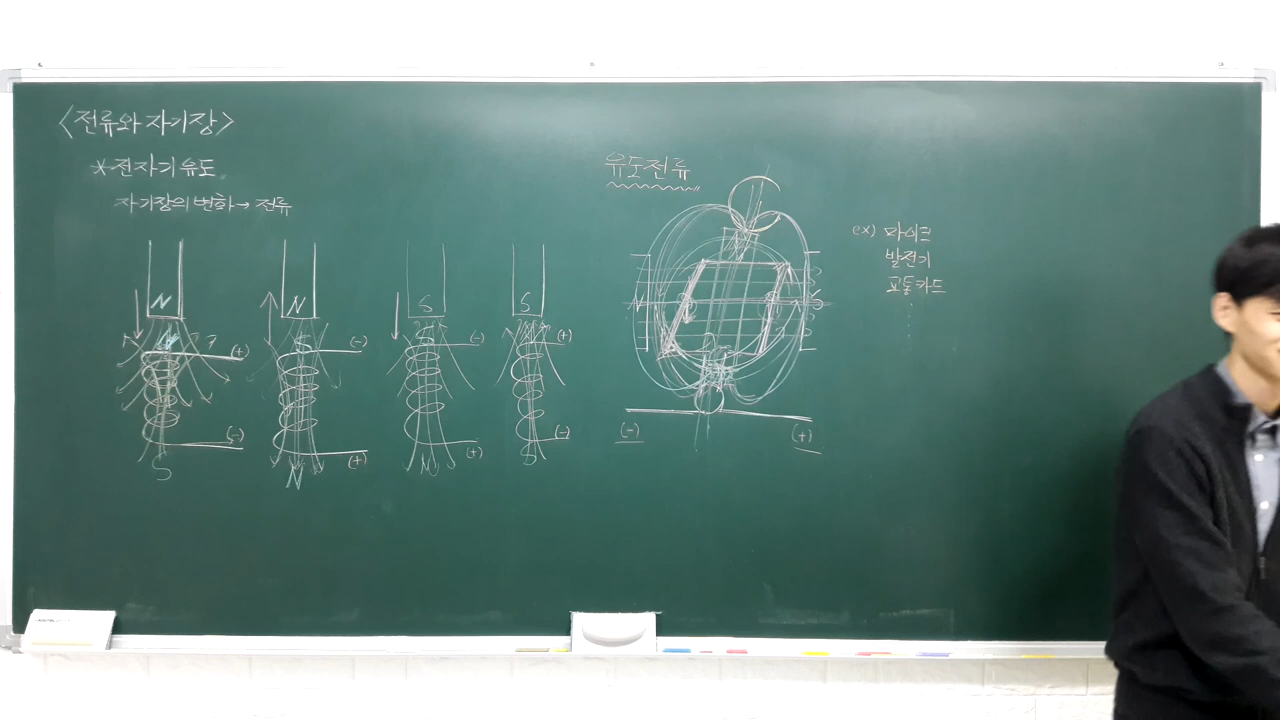 <전류와 자기장>
*전자기유도
자기장의 변화→ 전류
N
N (+)
(-)
S
N
S (-)
(+)
N
S
S (-)
(+)
N
S
(+)
(-)
S
유도전류
N S
(-) (+)
ex) 마이크
발전기
교통카드